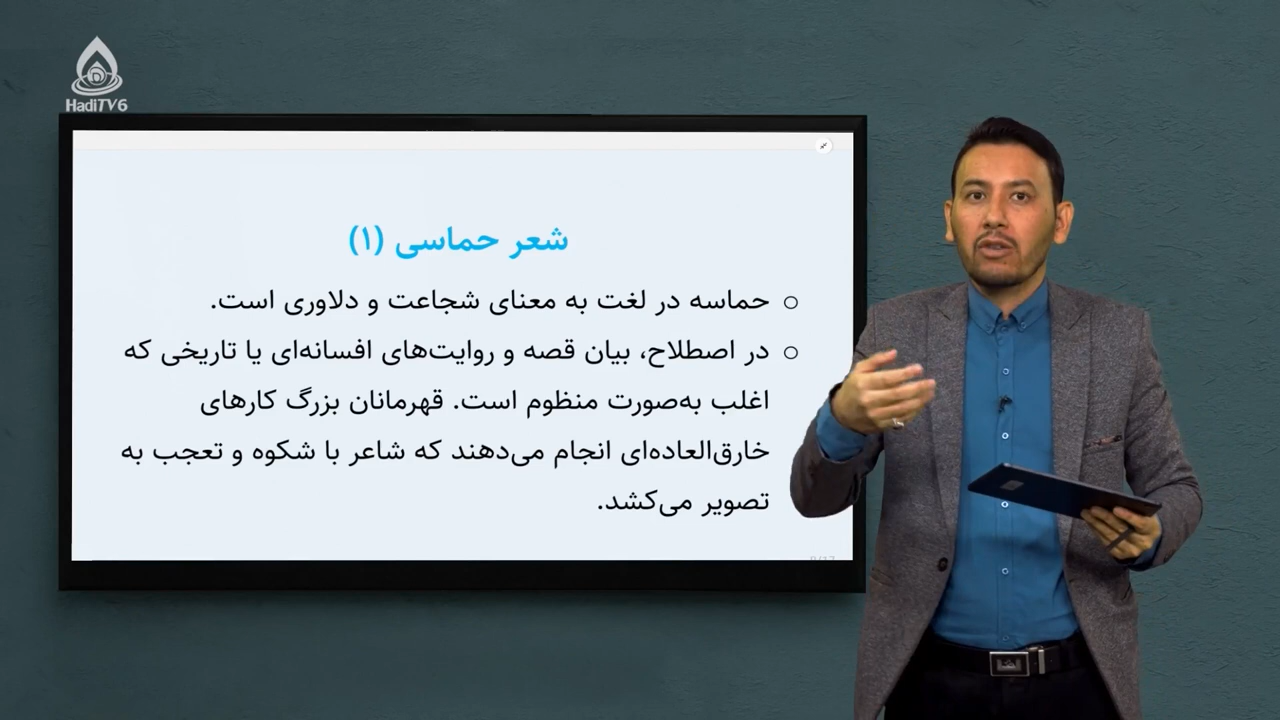 HadiTV6
شعر حماسی (۱)
حماسه در لغت به معنای شجاعت و دلاوری است.
در اصطلاح، بیان قصه و روایت‌های افسانه‌ای یا تاریخی که
اغلب به‌صورت منظوم است. قهرمانان بزرگ کارهای
خارق‌العاده‌ای انجام می‌دهند که شاعر با شکوه و تعجب به
تصویر می‌کشد.